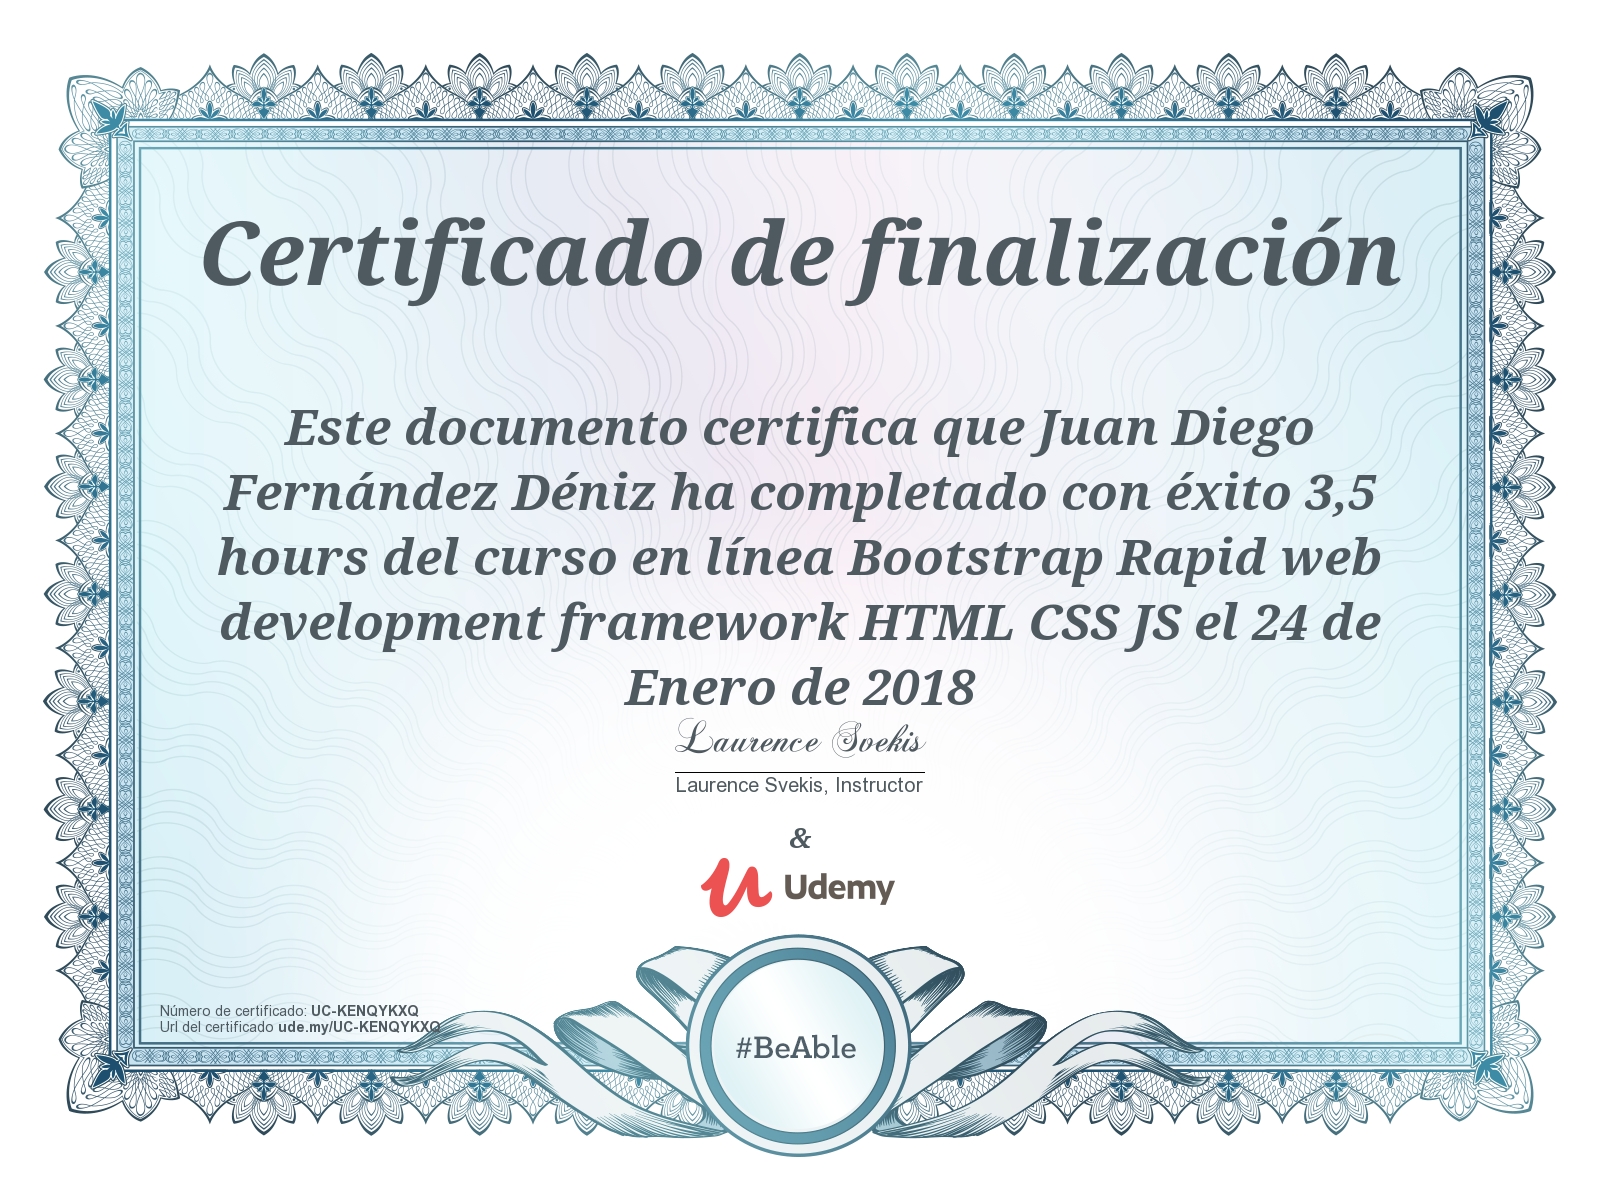 Certificado de finalización
Este documento certifica que Juan Diego
Fernández Déniz ha completado con éxito 3,5
hours del curso en línea Bootstrap Rapid web
development framework HTML CSS JS el 24 de
Enero de 2018
Laurence Svekis
Laurence Svekis, Instructor
&
Udemy
Número de certificado: UC-KENQYKXQ
Url del certificado ude.my/UC-KENQYKXQ
#BeAble